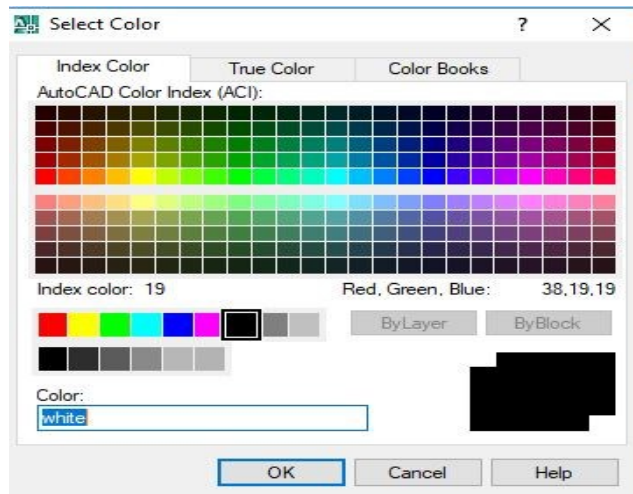 Select Color ? ×
Index Color True Color Color Books
AutoCAD Color Index (ACI):
Index color: 19 Red, Green, Blue: 38,19,19
ByLayer ByBlock
Color:
white
OK Cancel Help